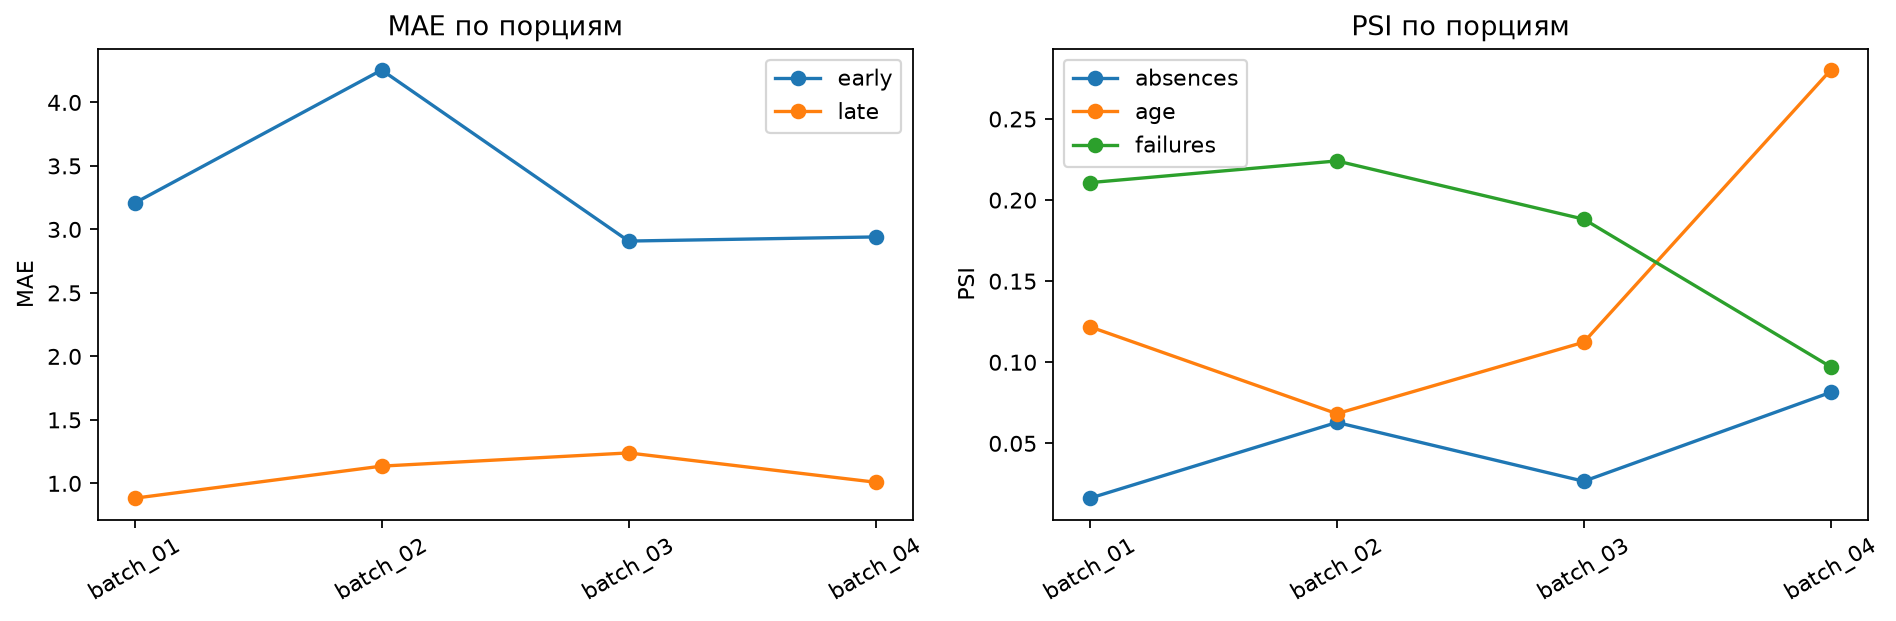 MAE по порциям
MAE
4.0
3.5
3.0
2.5
2.0
1.5
1.0
early
late
batch_01
batch_02
batch_03
batch_04
PSI по порциям
PSI
0.25
0.20
0.15
0.10
0.05
absences
age
failures
batch_01
batch_02
batch_03
batch_04